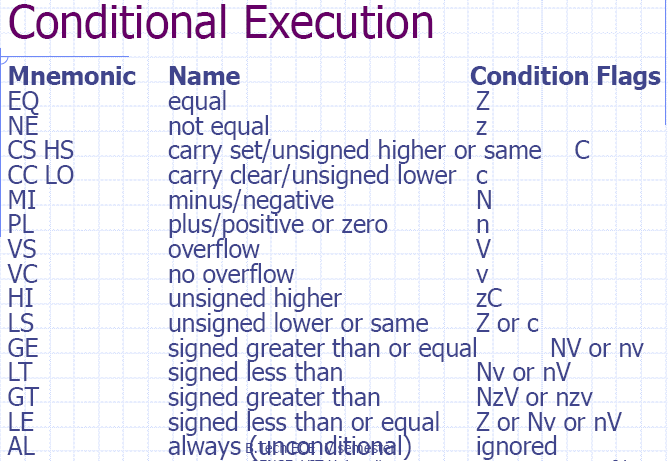 Conditional Execution
Mnemonic Name Condition Flags
EQ equal Z
NE not equal z
CS HS carry set/unsigned higher or same C
CC LO carry clear/unsigned lower c
MI minus/negative N
PL plus/positive or zero n
VS overflow V
VC no overflow v
HI unsigned higher zC
LS unsigned lower or same Z or c
GE signed greater than or equal NV or nv
LT signed less than Nv or nV
GT signed greater than NzV or nzv
LE signed less than or equal Z or Nv or nV
AL always (unconditional) ignored
B.Tech semester